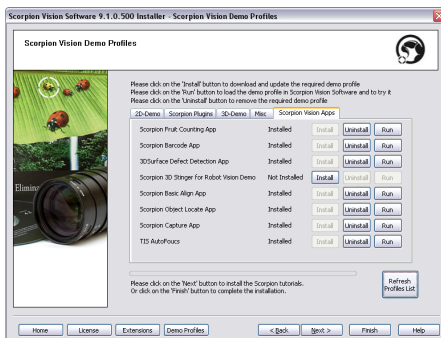 Scorpion Vision Software 9.1.0.500 Installer - Scorpion Vision Demo Profiles
Scorpion Vision Demo Profiles
Please click on the 'Install' button to download and update the required demo profile
Please click on the 'Run' button to load the demo profile in Scorpion Vision Software and to try it
Please click on the 'Uninstall' button to remove the required demo profile
2D-Demo Scorpion Plugins 3D-Demo Misc Scorpion Vision Apps
Scorpion Fruit Counting App Installed Install Uninstall Run
Scorpion Barcode App Installed Install Uninstall Run
3DSurface Defect Detection App Installed Install Uninstall Run
Scorpion 3D Stinger for Robot Vision Demo Not Installed Install Uninstall Run
Scorpion Basic Align App Installed Install Uninstall Run
Scorpion Object Locate App Installed Install Uninstall Run
Scorpion Capture App Installed Install Uninstall Run
TIS AutoFoucs Installed Install Uninstall Run
Elimin
Please click on the 'Next' button to install the Scorpion tutorials.
Or click on the 'Finish' button to complete the installation.
Refresh
Profiles List
Home License Extensions Demo Profiles < Back Next > Finish Help